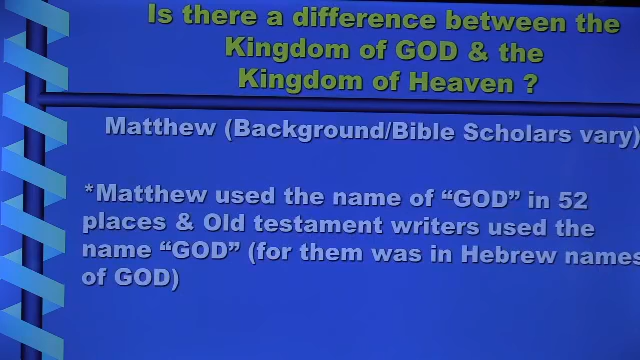 Is there a difference between the
Kingdom of GOD & the
Kingdom of Heaven ?
Matthew (Background/Bible Scholars vary)
*Matthew used the name of “GOD” in 52
places & Old testament writers used the
name “GOD” (for them was in Hebrew names
of GOD)